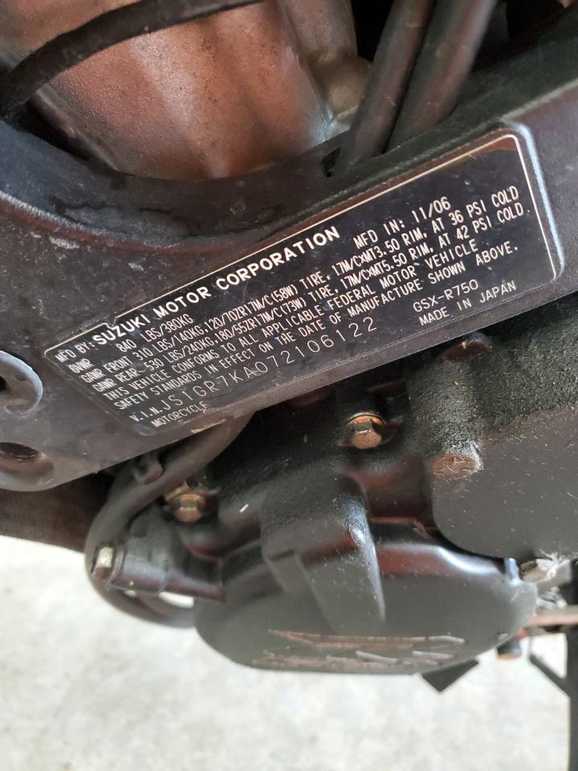 MFD BY: SUZUKI MOTOR CORPORATION MFD IN: 11/06
GVWR 840 LBS/380KG
GAWR FRONT 310 LBS/140KG;120/70ZR17M/C(58W) TIRE, 17M/CXMT3.50 RIM, AT 36 PSI COLD
GAWR REAR 530 LBS/240KG;180/55ZR17M/C(73W) TIRE, 17M/CXMT5.50 RIM, AT 42 PSI COLD.
THIS VEHICLE CONFORMS TO ALL APPLICABLE FEDERAL MOTOR VEHICLE
SAFETY STANDARDS IN EFFECT ON THE DATE OF MANUFACTURE SHOWN ABOVE.
V.I.N. JS1GR7KA072106122 GSX-R750
MOTORCYCLE MADE IN JAPAN